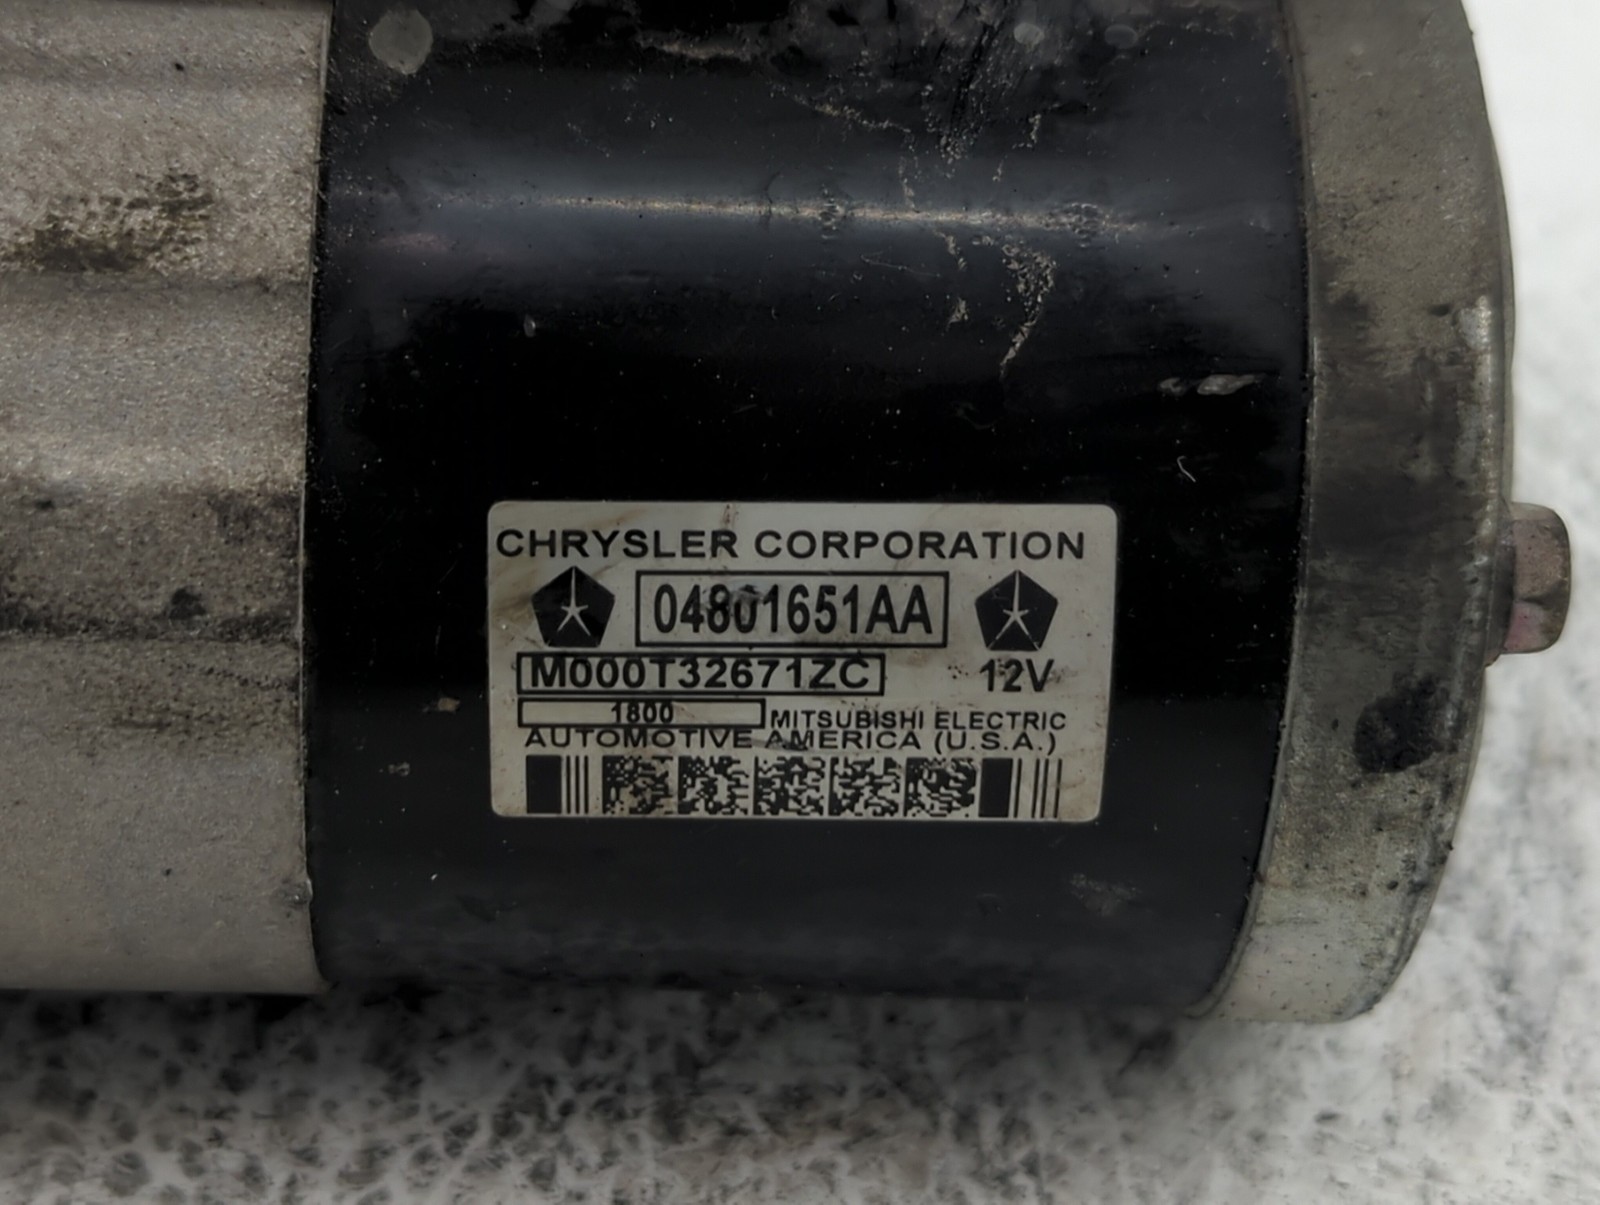 CHRYSLER CORPORATION
04801651AA
M000T32671ZC 12V
1800 MITSUBISHI ELECTRIC
AUTOMOTIVE AMERICA (U.S.A.)